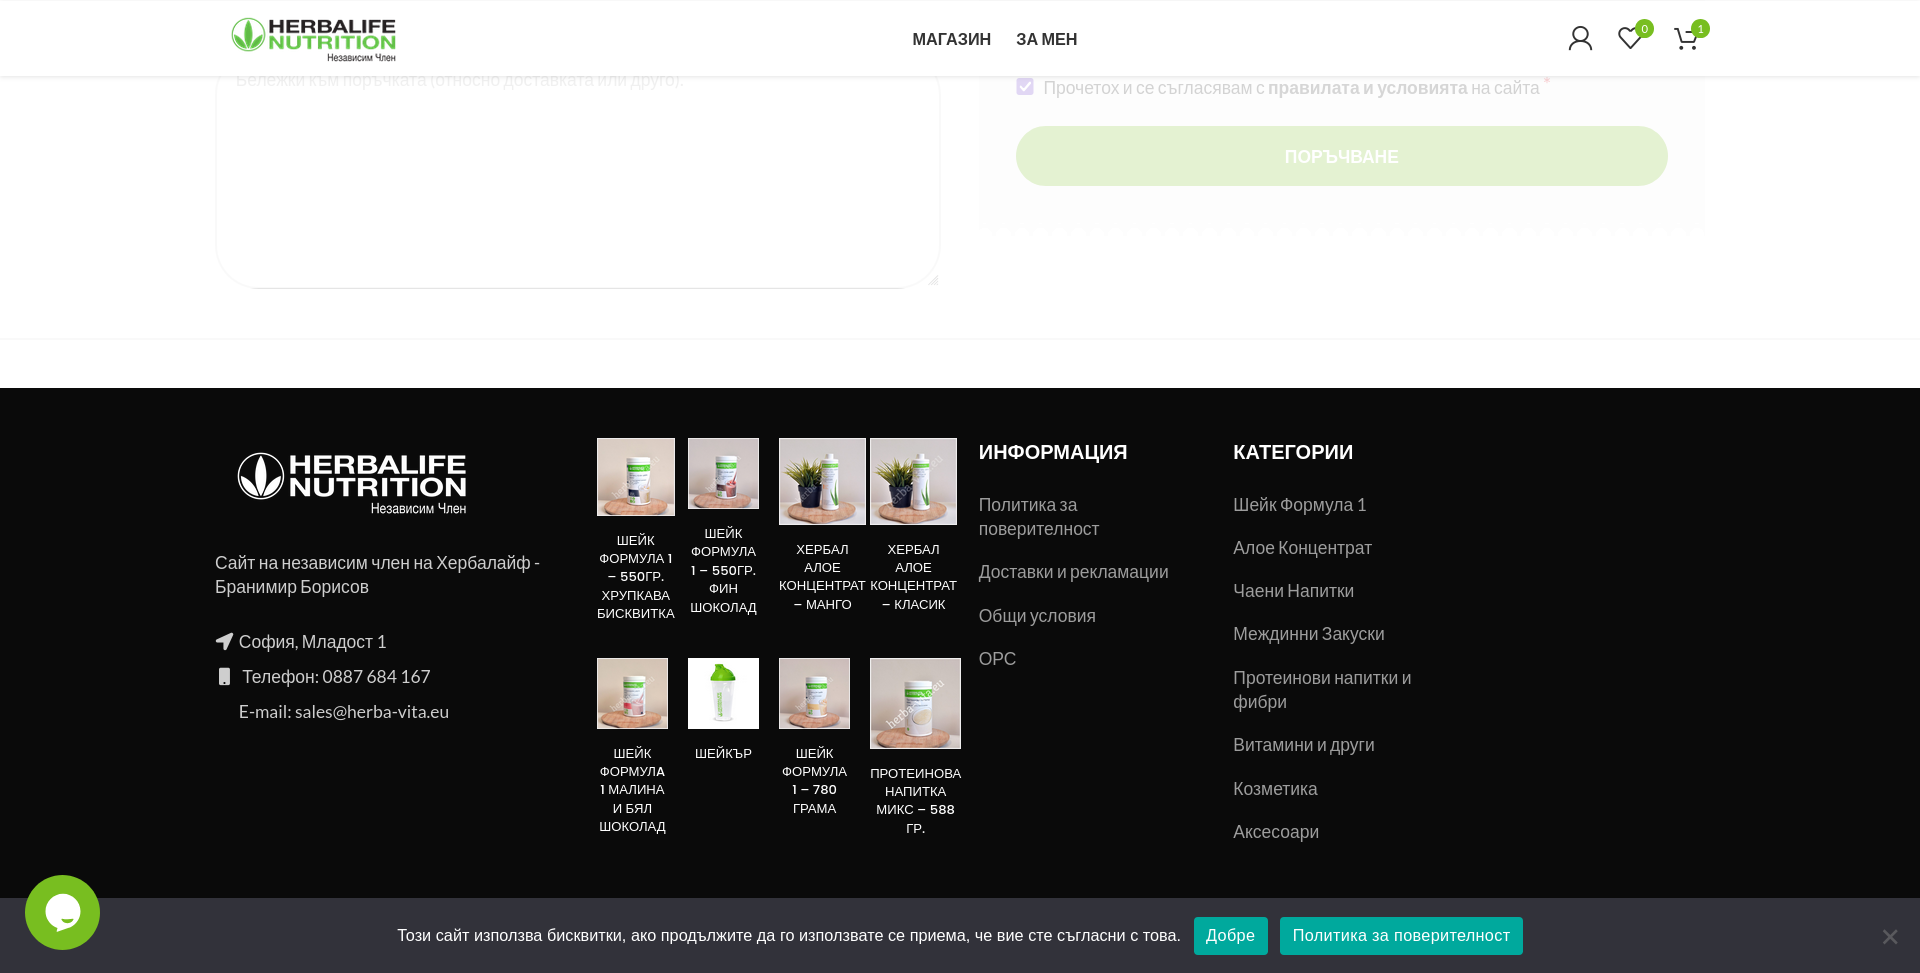 HERBALIFE
NUTRITION
Независим Член
МАГАЗИН
ЗА МЕН
0
1
Бележки към поръчката (относно доставката или друго).
Прочетох и се съгласявам с правилата и условията на сайта *
ПОРЪЧВАНЕ
HERBALIFE
NUTRITION
Независим Член
Сайт на независим член на Хербалайф -
Бранимир Борисов
София, Младост 1
Телефон: 0887 684 167
E-mail: sales@herba-vita.eu
ШЕЙК
ФОРМУЛА 1
– 550ГР.
ХРУПКАВА
БИСКВИТКА
ШЕЙК
ФОРМУЛА
1 – 550ГР.
ФИН
ШОКОЛАД
ХЕРБАЛ
АЛОЕ
КОНЦЕНТРАТ
– МАНГО
ХЕРБАЛ
АЛОЕ
КОНЦЕНТРАТ
– КЛАСИК
ШЕЙК
ФОРМУЛА
1 МАЛИНА
И БЯЛ
ШОКОЛАД
ШЕЙКЪР
ШЕЙК
ФОРМУЛА
1 – 780
ГРАМА
ПРОТЕИНОВА
НАПИТКА
МИКС – 588
ГР.
ИНФОРМАЦИЯ
Политика за
поверителност
Доставки и рекламации
Общи условия
ОРС
КАТЕГОРИИ
Шейк Формула 1
Алое Концентрат
Чаени Напитки
Междинни Закуски
Протеинови напитки и
фибри
Витамини и други
Козметика
Аксесоари
Този сайт използва бисквитки, ако продължите да го използвате се приема, че вие сте съгласни с това.
Добре
Политика за поверителност